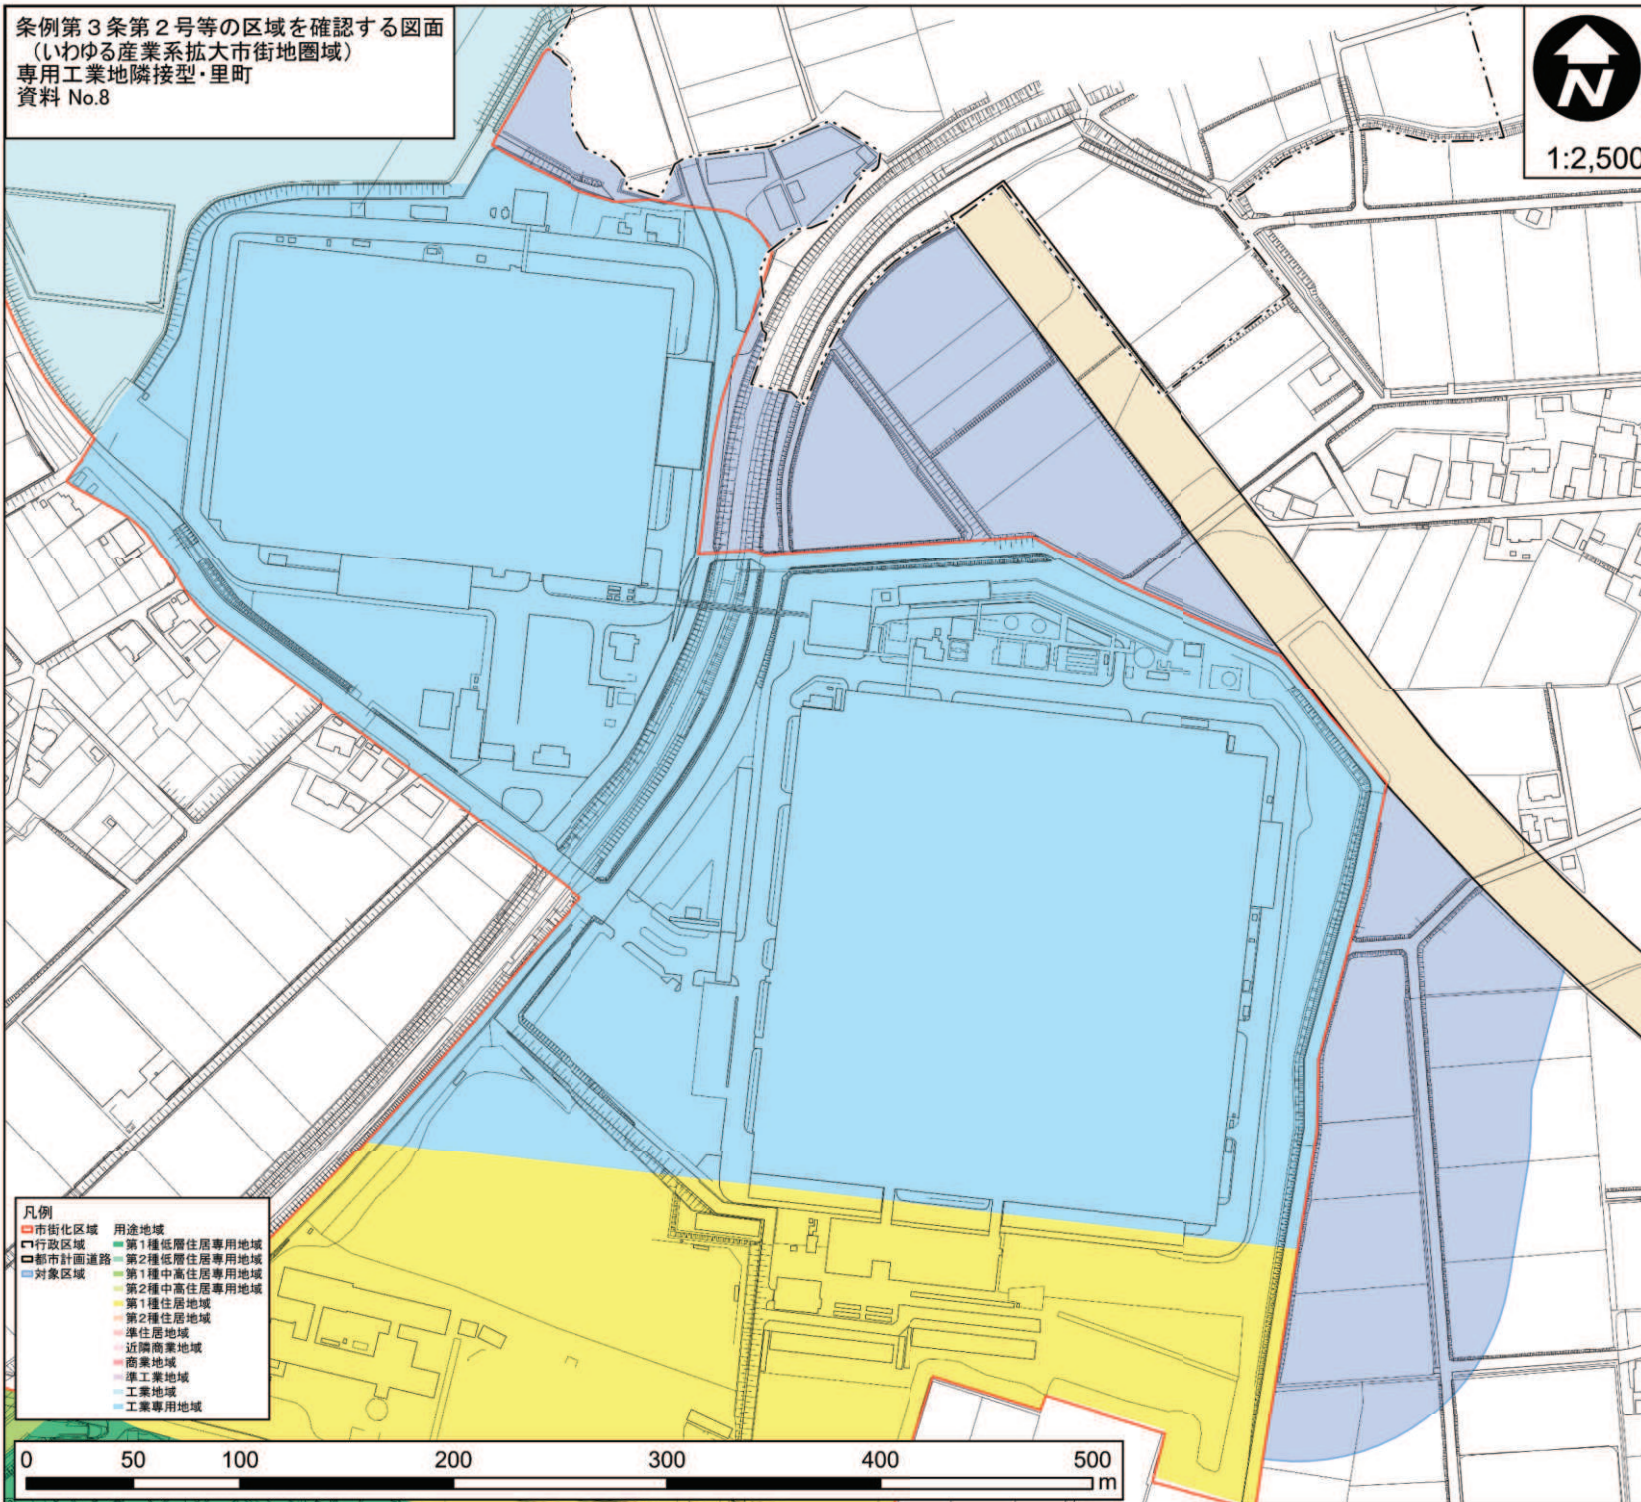 条例第３条第２号等の区域を確認する図面
（いわゆる産業系拡大市街地圏域）
専用工業地隣接型・里町
資料 No.8
N
1:2,500
凡例
市街化区域
行政区域
都市計画道路
対象区域
用途地域
第1種低層住居専用地域
第2種低層住居専用地域
第1種中高住居専用地域
第2種中高住居専用地域
第1種住居地域
第2種住居地域
準住居地域
近隣商業地域
商業地域
準工業地域
工業地域
工業専用地域
0 50 100 200 300 400 500
m